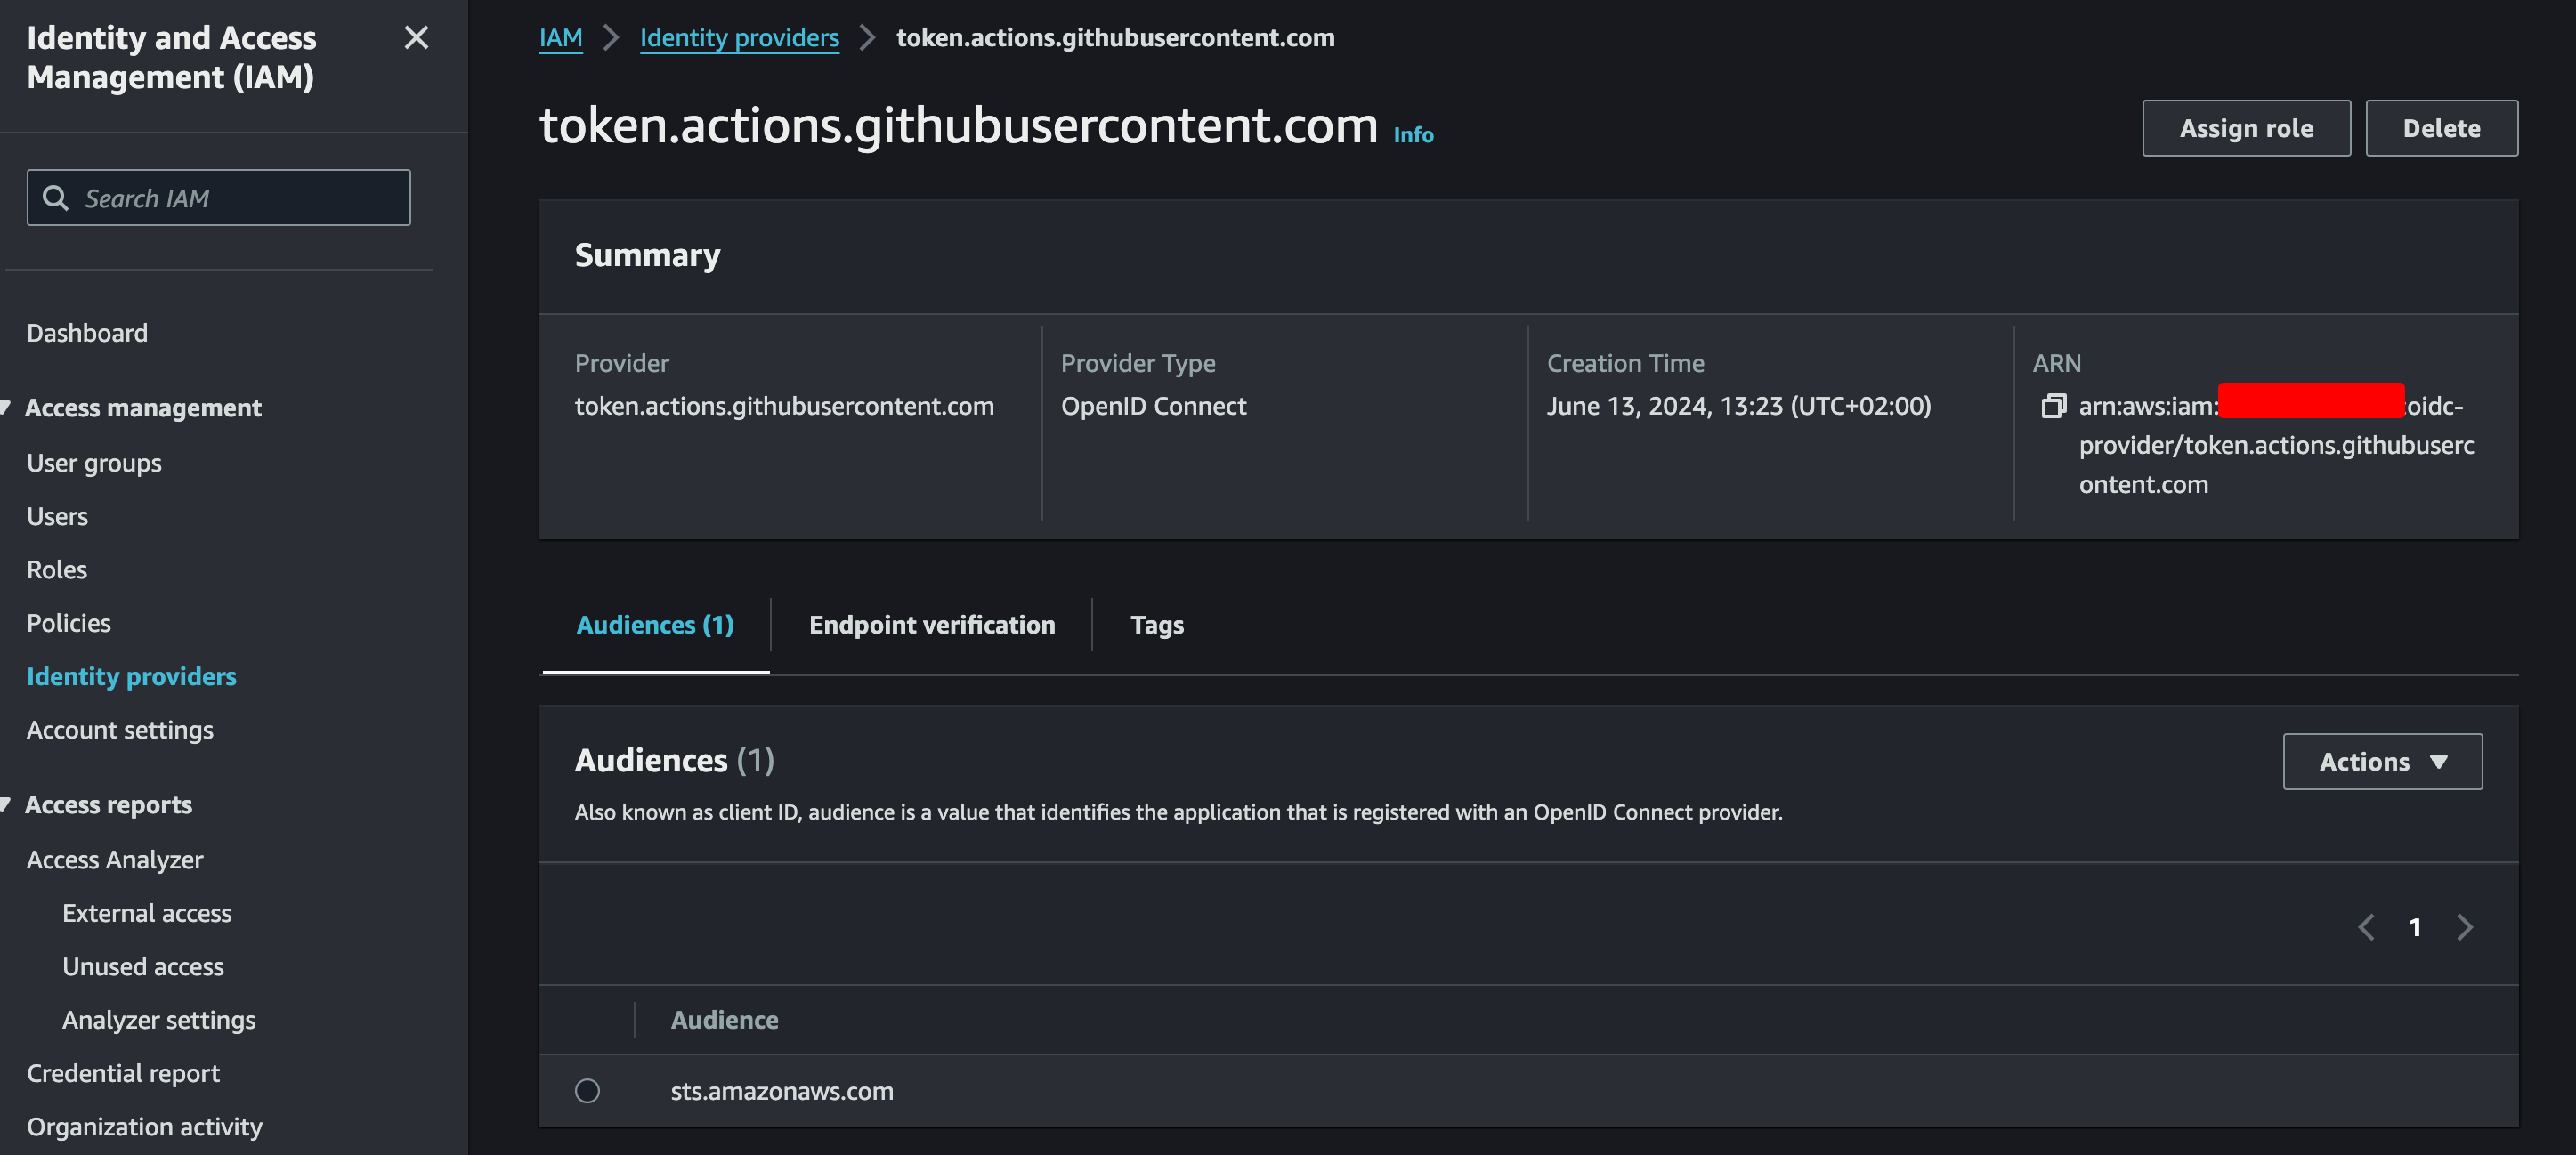 Identity and Access
Management (IAM)
Search IAM
Dashboard
Access management
User groups
Users
Roles
Policies
Identity providers
Account settings
Access reports
Access Analyzer
External access
Unused access
Analyzer settings
Credential report
Organization activity
IAM > Identity providers > token.actions.githubusercontent.com
token.actions.githubusercontent.com Info
Assign role
Delete
Summary
Provider
token.actions.githubusercontent.com
Provider Type
OpenID Connect
Creation Time
June 13, 2024, 13:23 (UTC+02:00)
ARN
arn:aws:iam: :oidc-
provider/token.actions.githubuserc
ontent.com
Audiences (1)
Endpoint verification
Tags
Audiences (1)
Actions
Also known as client ID, audience is a value that identifies the application that is registered with an OpenID Connect provider.
1
Audience
sts.amazonaws.com